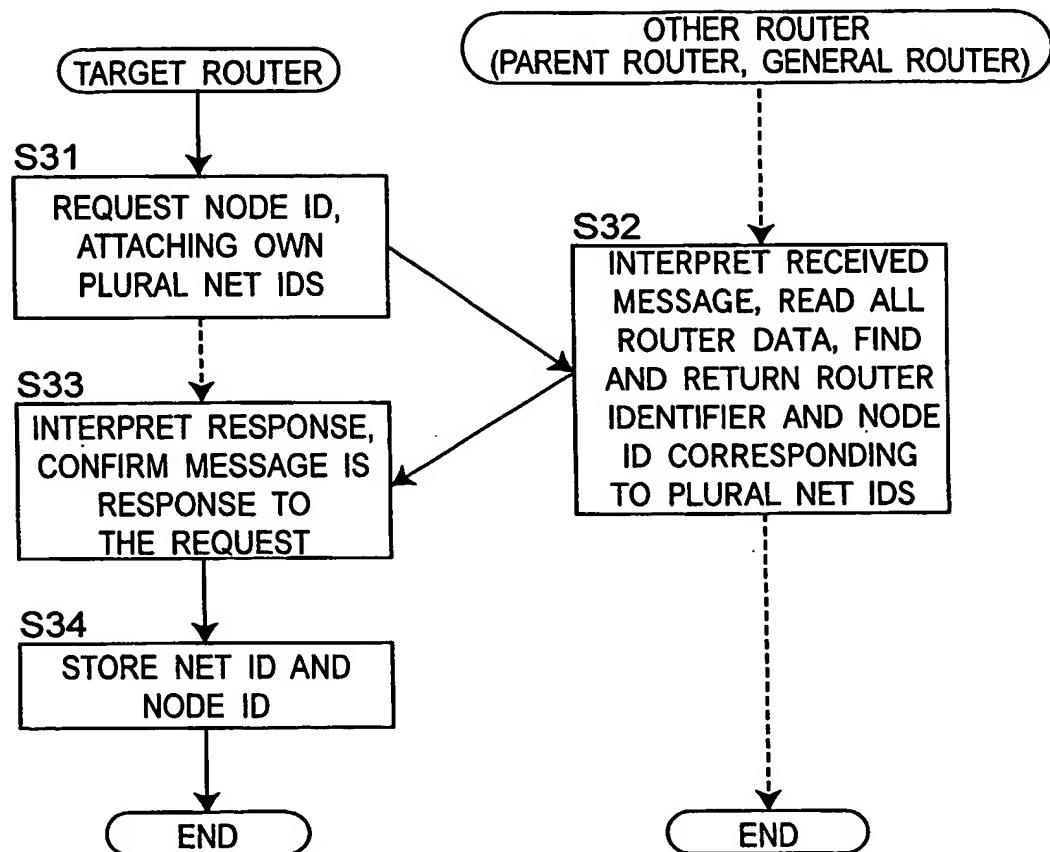 TARGET ROUTER
OTHER ROUTER
(PARENT ROUTER, GENERAL ROUTER)
S31
REQUEST NODE ID,
ATTACHING OWN
PLURAL NET IDS
S32
INTERPRET RECEIVED
MESSAGE, READ ALL
ROUTER DATA, FIND
AND RETURN ROUTER
IDENTIFIER AND NODE
ID CORRESPONDING
TO PLURAL NET IDS
S33
INTERPRET RESPONSE,
CONFIRM MESSAGE IS
RESPONSE TO
THE REQUEST
S34
STORE NET ID AND
NODE ID
END
END